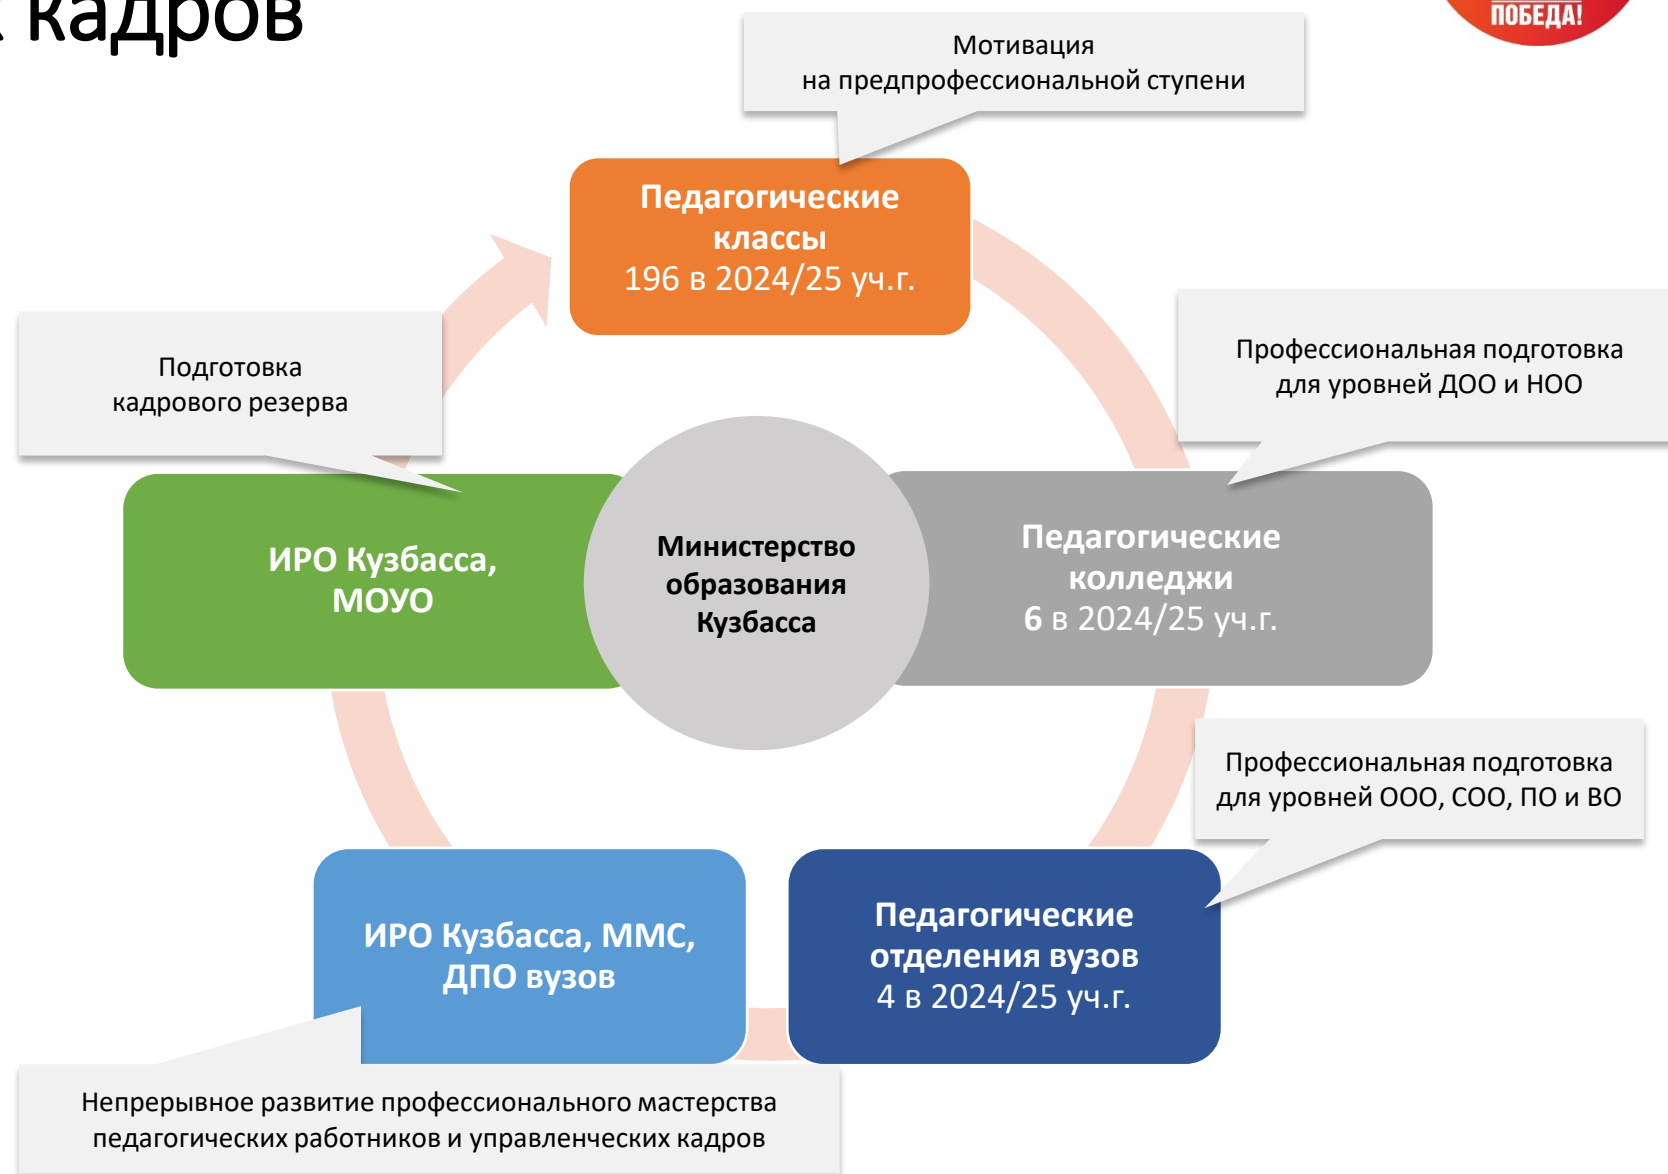 кадров
ПОБЕДА!
Мотивация
на предпрофессиональной ступени
Педагогические
классы
196 в 2024/25 уч.г.
Подготовка
кадрового резерва
Профессиональная подготовка
для уровней ДОО и НОО
ИРО Кузбасса,
МОУО
Министерство
образования
Кузбасса
Педагогические
колледжи
6 в 2024/25 уч.г.
Профессиональная подготовка
для уровней ООО, СОО, ПО и ВО
ИРО Кузбасса, ММС,
ДПО вузов
Педагогические
отделения вузов
4 в 2024/25 уч.г.
Непрерывное развитие профессионального мастерства
педагогических работников и управленческих кадров